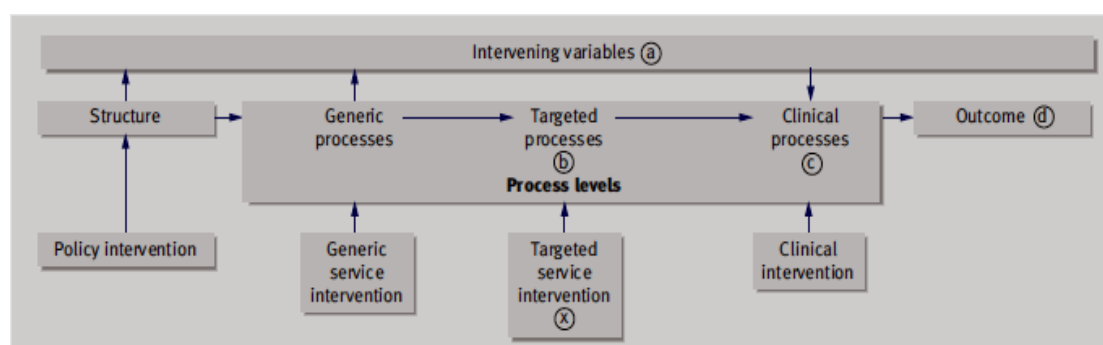 Intervening variables ⓐ
Structure
Generic
processes
Targeted
processes
ⓑ
Clinical
processes
ⓒ
Outcome ⓓ
Process levels
Policy intervention
Generic
service
intervention
Targeted
service
intervention
ⓧ
Clinical
intervention